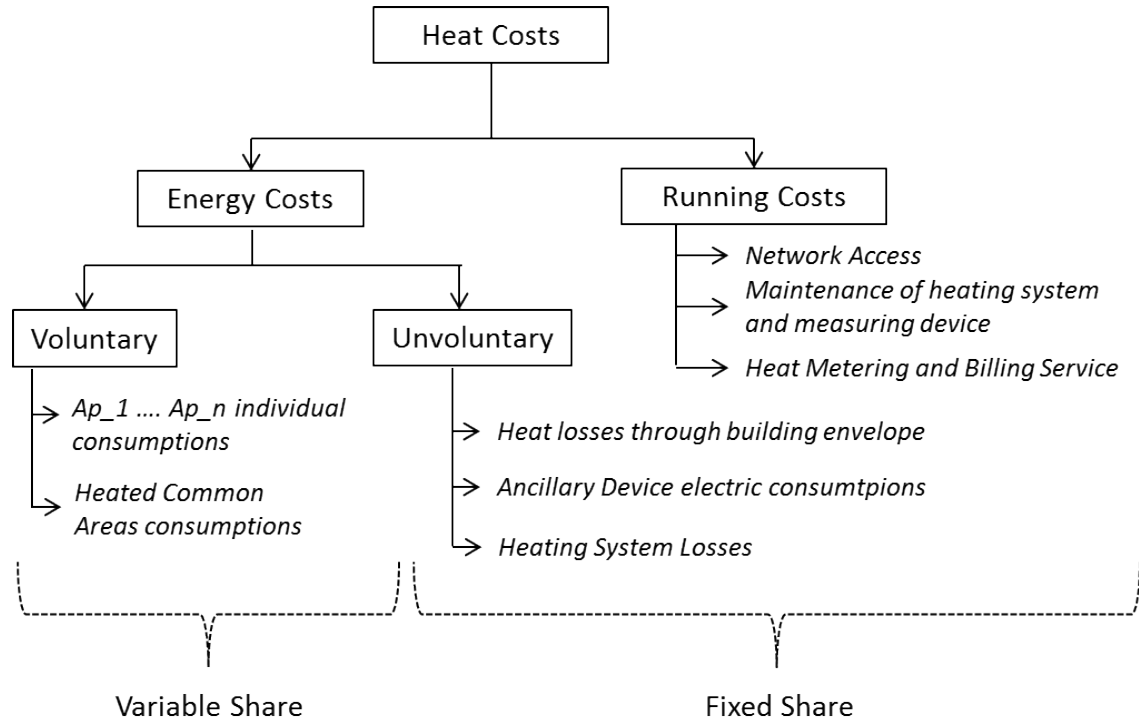 Heat Costs
Energy Costs
Running Costs
Network Access
Maintenance of heating system
and measuring device
Heat Metering and Billing Service
Voluntary
Unvoluntary
Ap_1 .... Ap_n individual
consumptions
Heated Common
Areas consumptions
Heat losses through building envelope
Ancillary Device electric consumtpions
Heating System Losses
Variable Share
Fixed Share